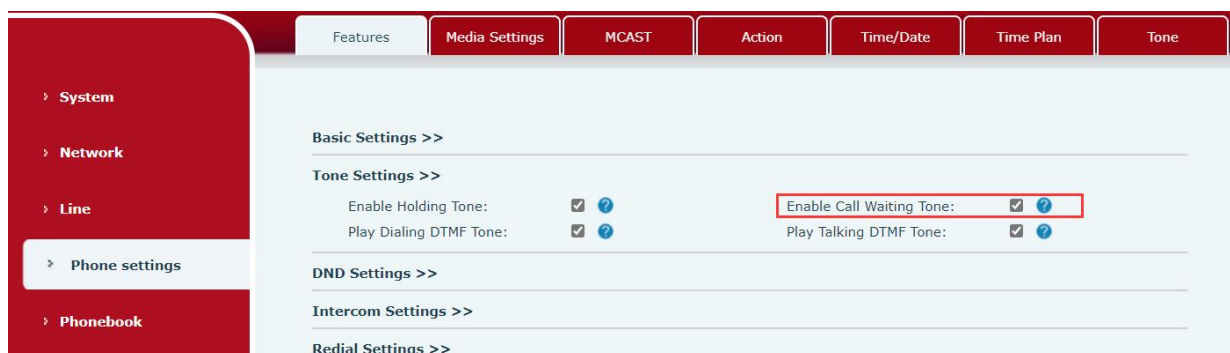 Features Media Settings MCAST Action Time/Date Time Plan Tone
System
Network
Line
Phone settings
Phonebook
Basic Settings >>
Tone Settings >>
Enable Holding Tone: Enable Call Waiting Tone:
Play Dialing DTMF Tone: Play Talking DTMF Tone:
DND Settings >>
Intercom Settings >>
Redial Settings >>